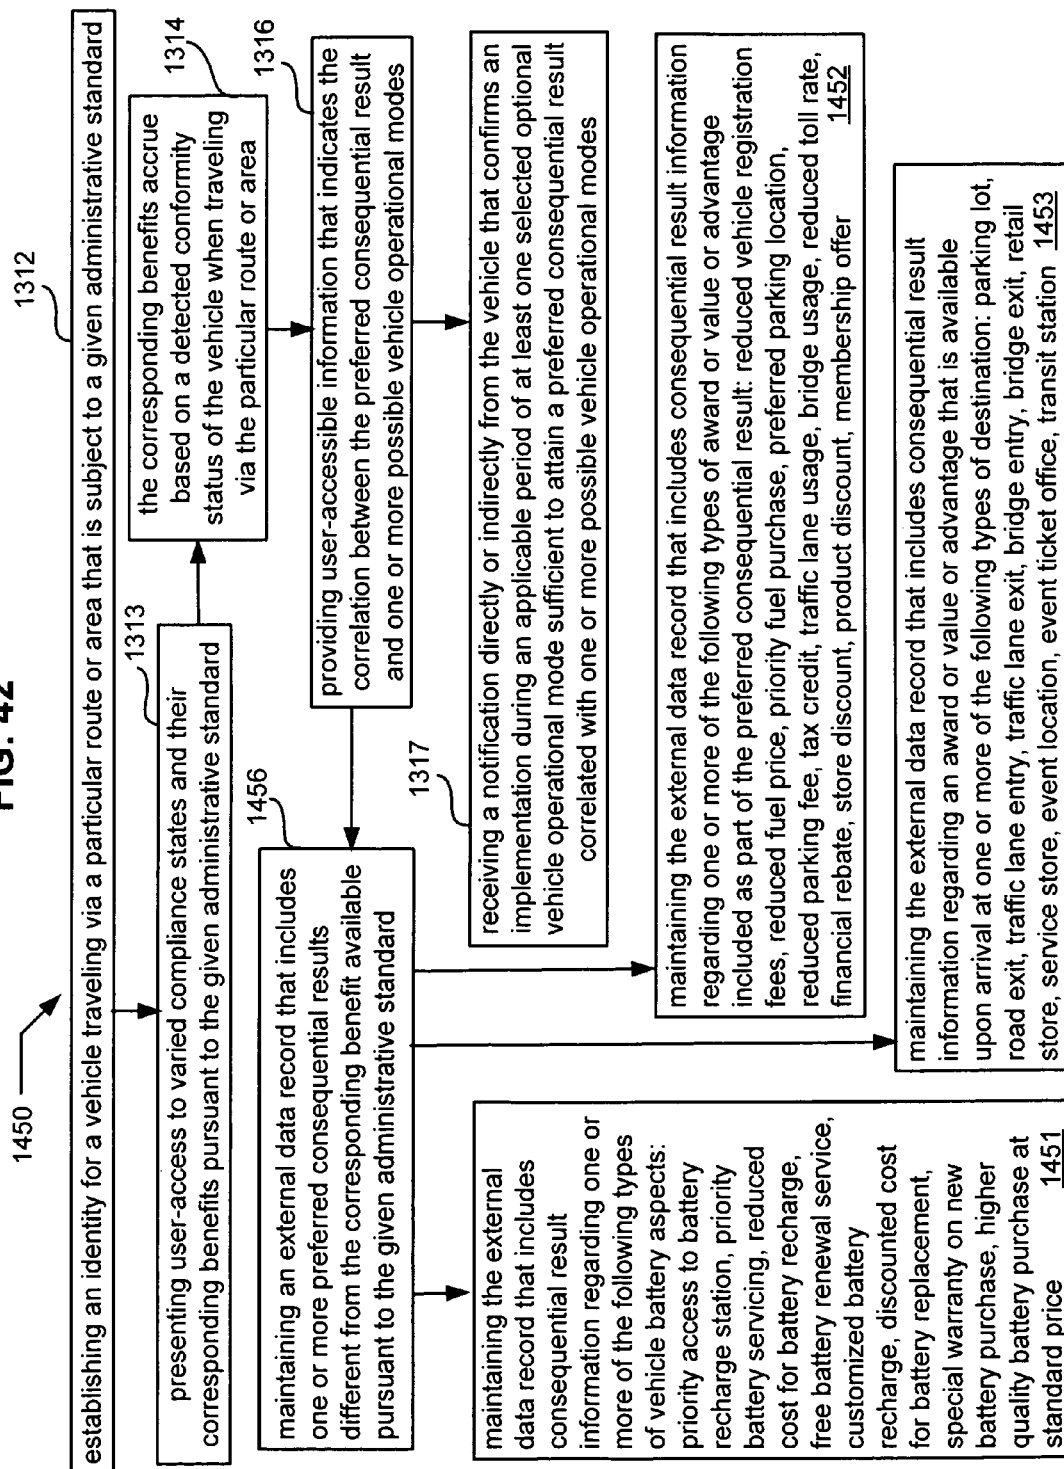 FIG. 42
1450
1312
establishing an identity for a vehicle traveling via a particular route or area that is subject to a given administrative standard
1313
presenting user-access to varied compliance states and their
corresponding benefits pursuant to the given administrative standard
1314
the corresponding benefits accrue
based on a detected conformity
status of the vehicle when traveling
via the particular route or area
1316
providing user-accessible information that indicates the
correlation between the preferred consequential result
and one or more possible vehicle operational modes
1456
maintaining an external data record that includes
one or more preferred consequential results
different from the corresponding benefit available
pursuant to the given administrative standard
1317
receiving a notification directly or indirectly from the vehicle that confirms an
implementation during an applicable period of at least one selected optional
vehicle operational mode sufficient to attain a preferred consequential result
correlated with one or more possible vehicle operational modes
maintaining the external
data record that includes
consequential result
information regarding one or
more of the following types
of vehicle battery aspects:
priority access to battery
recharge station, priority
battery servicing, reduced
cost for battery recharge,
free battery renewal service,
customized battery
recharge, discounted cost
for battery replacement,
special warranty on new
battery purchase, higher
quality battery purchase at
standard price 1451
maintaining the external data record that includes consequential result information
regarding one or more of the following types of award or value or advantage
included as part of the preferred consequential result: reduced vehicle registration
fees, reduced fuel price, priority fuel purchase, preferred parking location,
reduced parking fee, tax credit, traffic lane usage, bridge usage, reduced toll rate,
financial rebate, store discount, product discount, membership offer 1452
maintaining the external data record that includes consequential result
information regarding an award or value or advantage that is available
upon arrival at one or more of the following types of destination: parking lot,
road exit, traffic lane entry, traffic lane exit, bridge entry, bridge exit, retail
store, service store, event location, event ticket office, transit station 1453